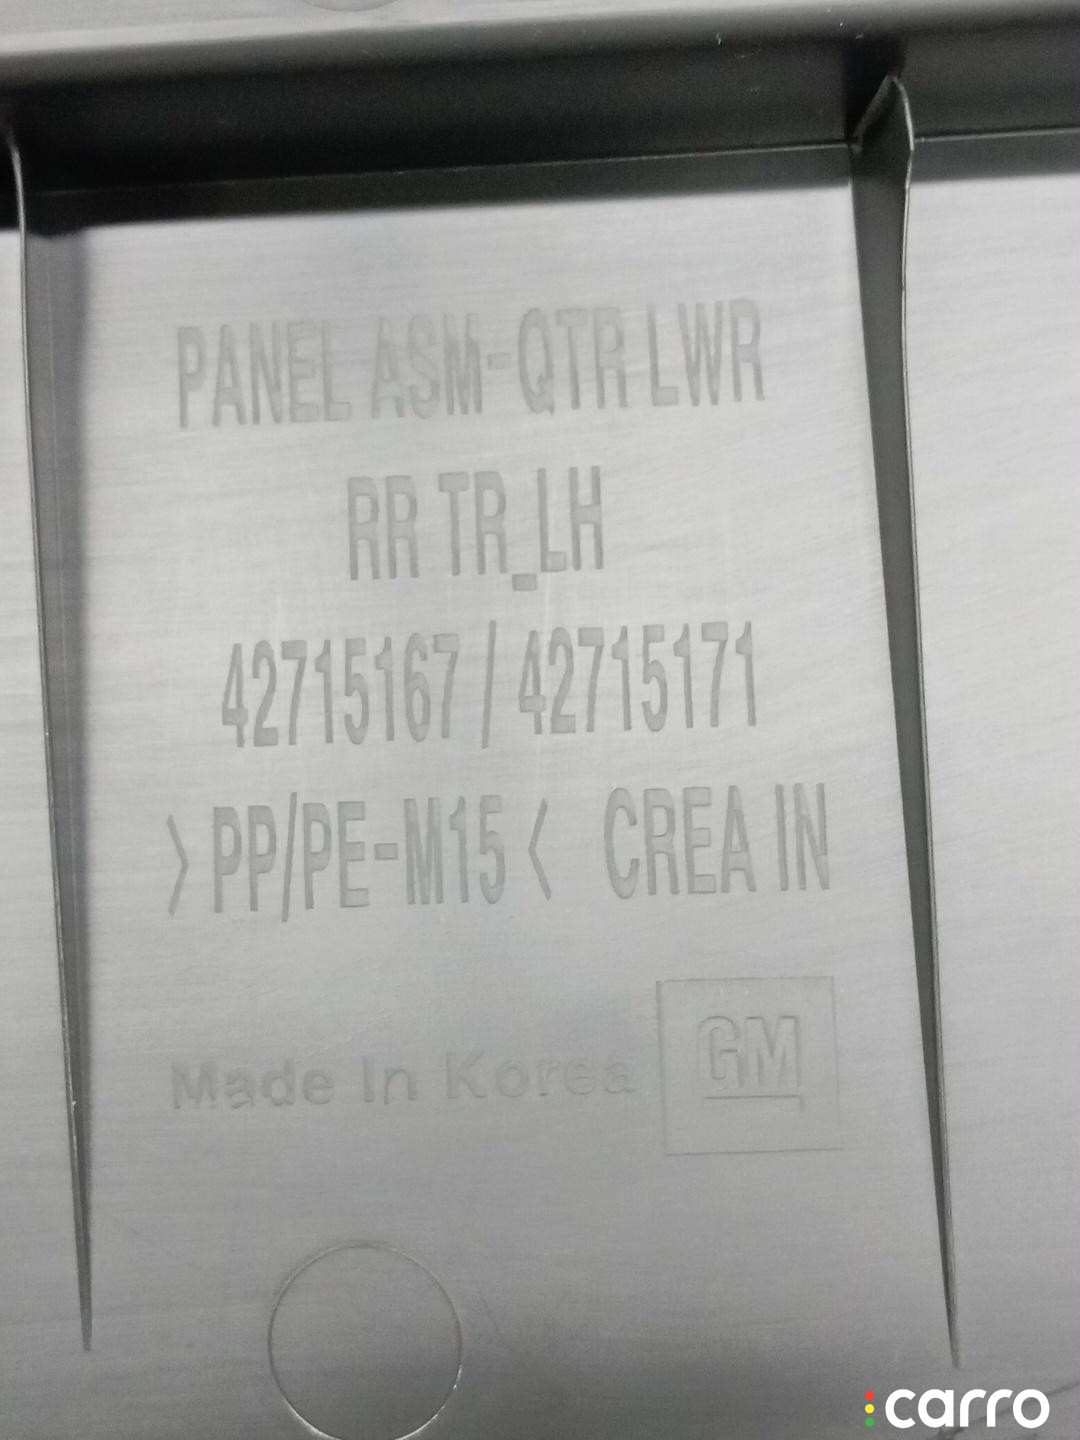 PANEL ASM-QTR LWR
RR TR_LH
42715167 / 42715171
>PP/PE-M15< CREA IN
Made In Korea GM
carro